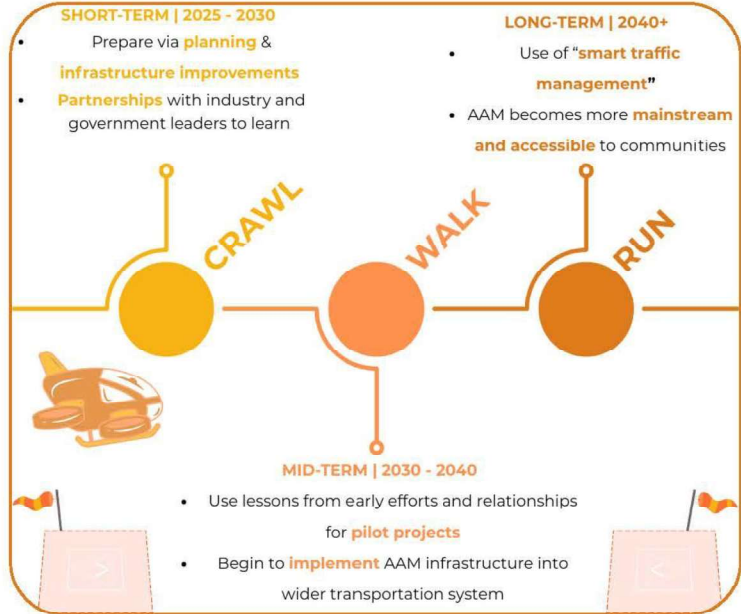 SHORT-TERM | 2025 - 2030
• Prepare via planning &
infrastructure improvements
• Partnerships with industry and
government leaders to learn
LONG-TERM | 2040+
• Use of “smart traffic
management”
• AAM becomes more mainstream
and accessible to communities
CRAWL
WALK
RUN
MID-TERM | 2030 - 2040
• Use lessons from early efforts and relationships
for pilot projects
• Begin to implement AAM infrastructure into
wider transportation system